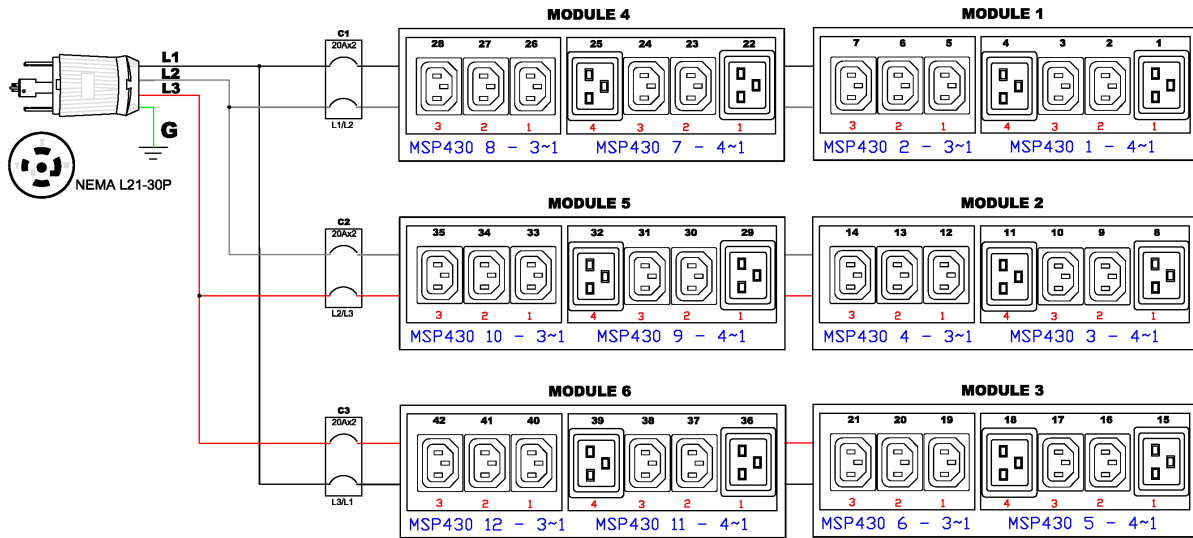 MODULE 4
MODULE 1
L1
L2
L3
G
NEMA L21-30P
C1
20Ax2
L1/L2
28 27 26 25 24 23 22
3 2 1 4 3 2 1
MSP430 8 - 3~1 MSP430 7 - 4~1
7 6 5 4 3 2 1
3 2 1 4 3 2 1
MSP430 2 - 3~1 MSP430 1 - 4~1
MODULE 5
MODULE 2
C2
20Ax2
L2/L3
35 34 33 32 31 30 29
3 2 1 4 3 2 1
MSP430 10 - 3~1 MSP430 9 - 4~1
14 13 12 11 10 9 8
3 2 1 4 3 2 1
MSP430 4 - 3~1 MSP430 3 - 4~1
MODULE 6
MODULE 3
C3
20Ax2
L3/L1
42 41 40 39 38 37 36
3 2 1 4 3 2 1
MSP430 12 - 3~1 MSP430 11 - 4~1
21 20 19 18 17 16 15
3 2 1 4 3 2 1
MSP430 6 - 3~1 MSP430 5 - 4~1